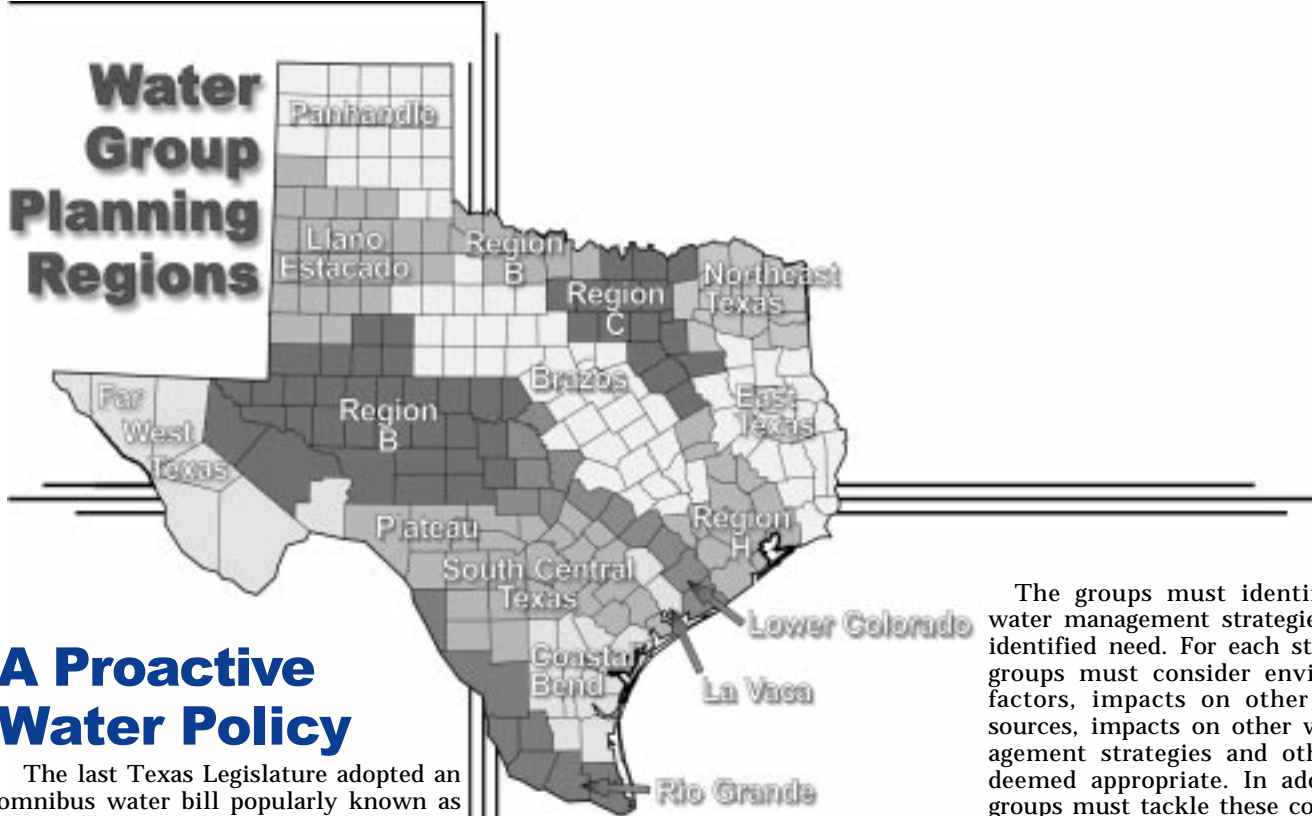 Water
Group
Planning
Regions
Panhandle
Llano
Estacado
Region
B
Region
C
Northeast
Texas
Far
West
Texas
Region
B
Brazos
East
Texas
Plateau
Region
H
South Central
Texas
Lower Colorado
Coastal
Bend
La Vaca
Rio Grande
A Proactive
Water Policy
The last Texas Legislature adopted an
omnibus water bill popularly known as
The groups must identi
water management strategie
identified need. For each st
groups must consider envi
factors, impacts on other
sources, impacts on other v
agement strategies and oth
deemed appropriate. In ad
groups must tackle these co